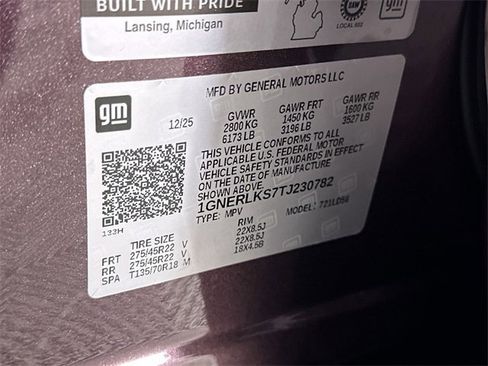 BUILT WITH PRIDE
Lansing, Michigan
UAW
LOCAL 602
gm
gm
MFD BY GENERAL MOTORS LLC
12/25
GVWR GAWR FRT GAWR RR
2800 KG 1450 KG 1600 KG
6173 LB 3196 LB 3527 LB
THIS VEHICLE CONFORMS TO ALL
APPLICABLE U.S. FEDERAL MOTOR
VEHICLE SAFETY STANDARDS IN EFFECT
ON THE DATE OF MANUFACTURE
SHOWN ABOVE.
1GNERLKS7TJ230782
TYPE: MPV MODEL:
133H
TIRE SIZE RIM
FRT 275/45R22 V 22X8.5J
RR 275/45R22 V 22X8.5J
SPA T135/70R18 M 18X4.5B